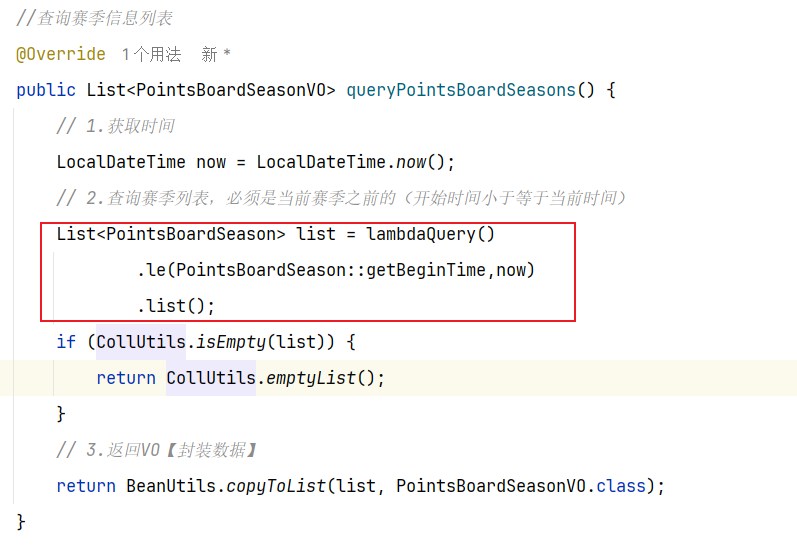 //查询赛季信息列表
@Override 1个用法 新 *
public List<PointsBoardSeasonVO> queryPointsBoardSeasons() {
// 1.获取时间
LocalDateTime now = LocalDateTime.now();
// 2.查询赛季列表，必须是当前赛季之前的（开始时间小于等于当前时间）
List<PointsBoardSeason> list = lambdaQuery()
.le(PointsBoardSeason::getBeginTime,now)
.list();
if (CollUtils.isEmpty(list)) {
return CollUtils.emptyList();
}
// 3.返回VO【封装数据】
return BeanUtils.copyToList(list, PointsBoardSeasonVO.class);
}